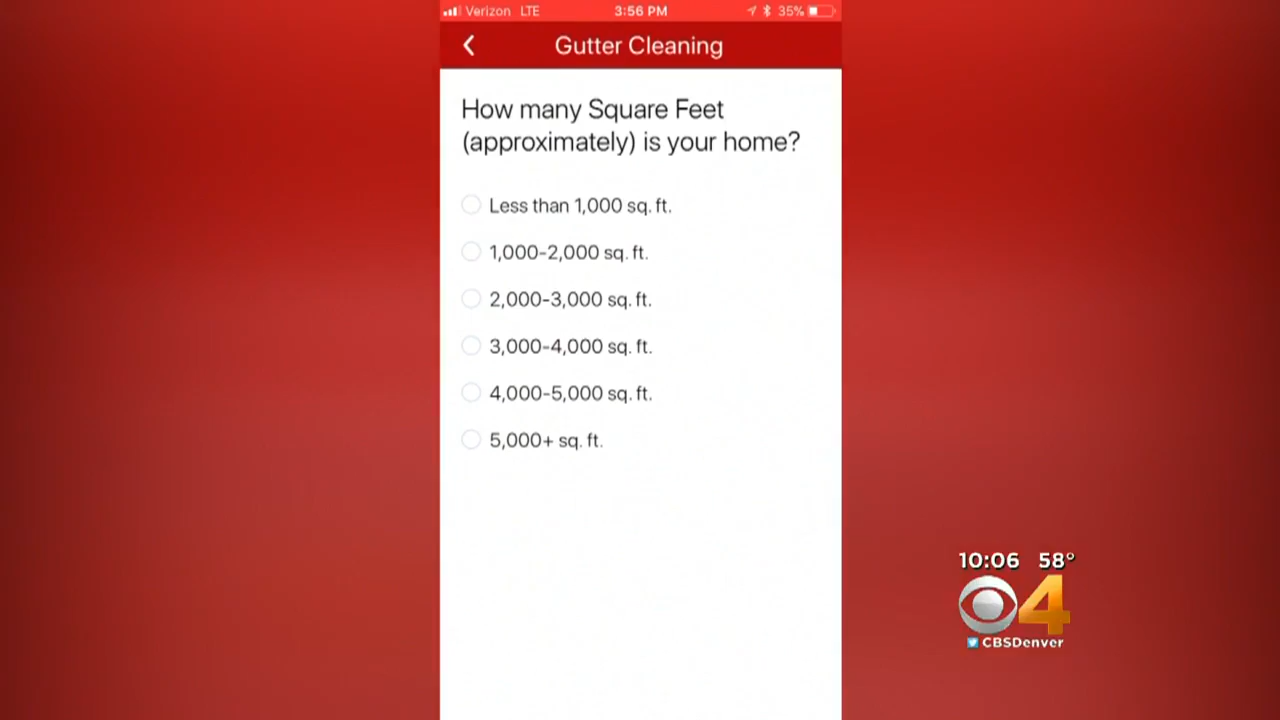 Verizon LTE 3:56 PM 35%
Gutter Cleaning
How many Square Feet
(approximately) is your home?
Less than 1,000 sq. ft.
1,000-2,000 sq. ft.
2,000-3,000 sq. ft.
3,000-4,000 sq. ft.
4,000-5,000 sq. ft.
5,000+ sq. ft.
10:06 58°
4
CBSDenver